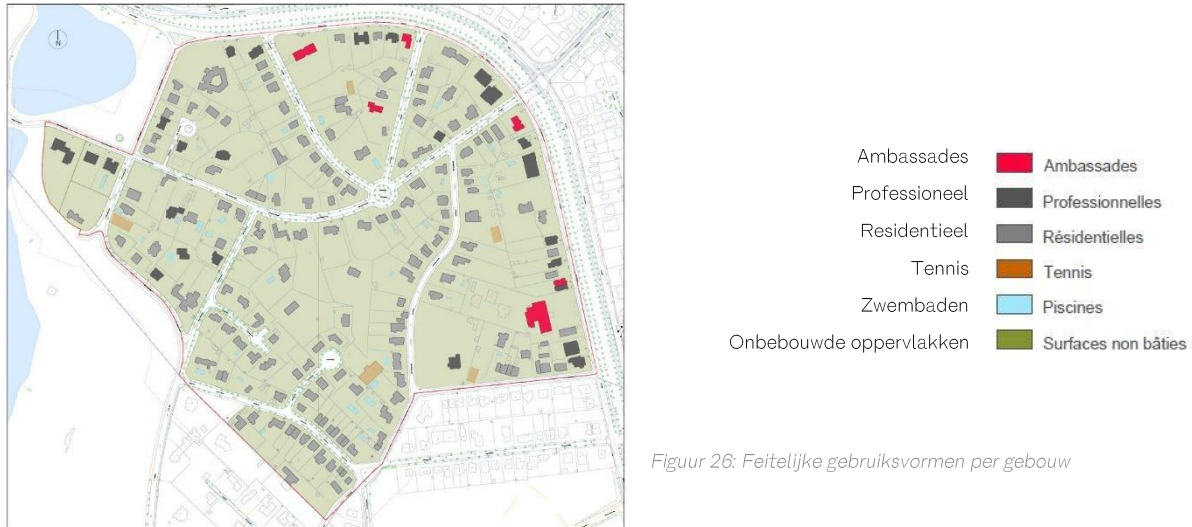 N
Ambassades Ambassades
Professioneel Professionnelles
Residentieel Résidentielles
Tennis Tennis
Zwembaden Piscines
Onbebouwde oppervlakken Surfaces non bâties
Figuur 26: Feitelijke gebruiksvormen per gebouw